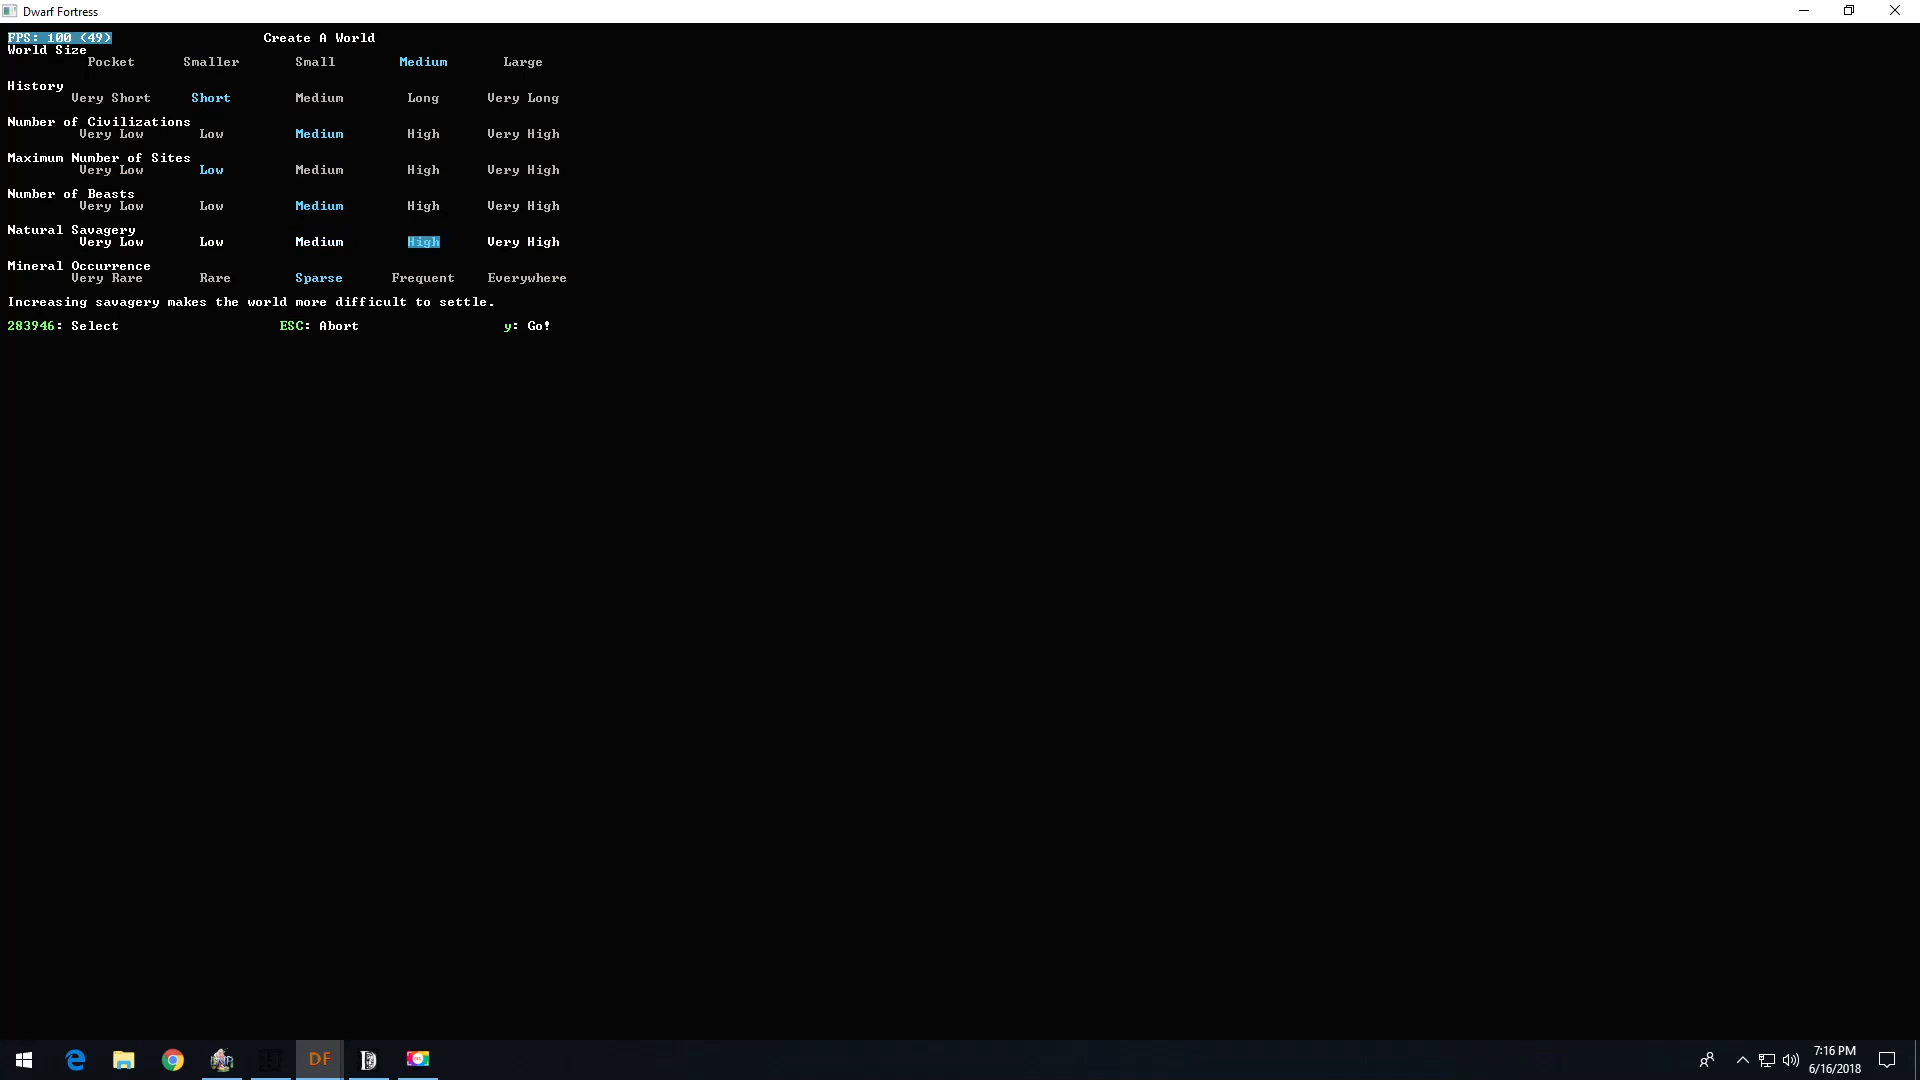 Dwarf Fortress
FPS: 100 (49) Create A World
World Size
Pocket Smaller Small Medium Large
History
Very Short Short Medium Long Very Long
Number of Civilizations
Very Low Low Medium High Very High
Maximum Number of Sites
Very Low Low Medium High Very High
Number of Beasts
Very Low Low Medium High Very High
Natural Savagery
Very Low Low Medium High Very High
Mineral Occurrence
Very Rare Rare Sparse Frequent Everywhere
Increasing savagery makes the world more difficult to settle.
283946: Select ESC: Abort y: Go!
DF
7:16 PM
6/16/2018